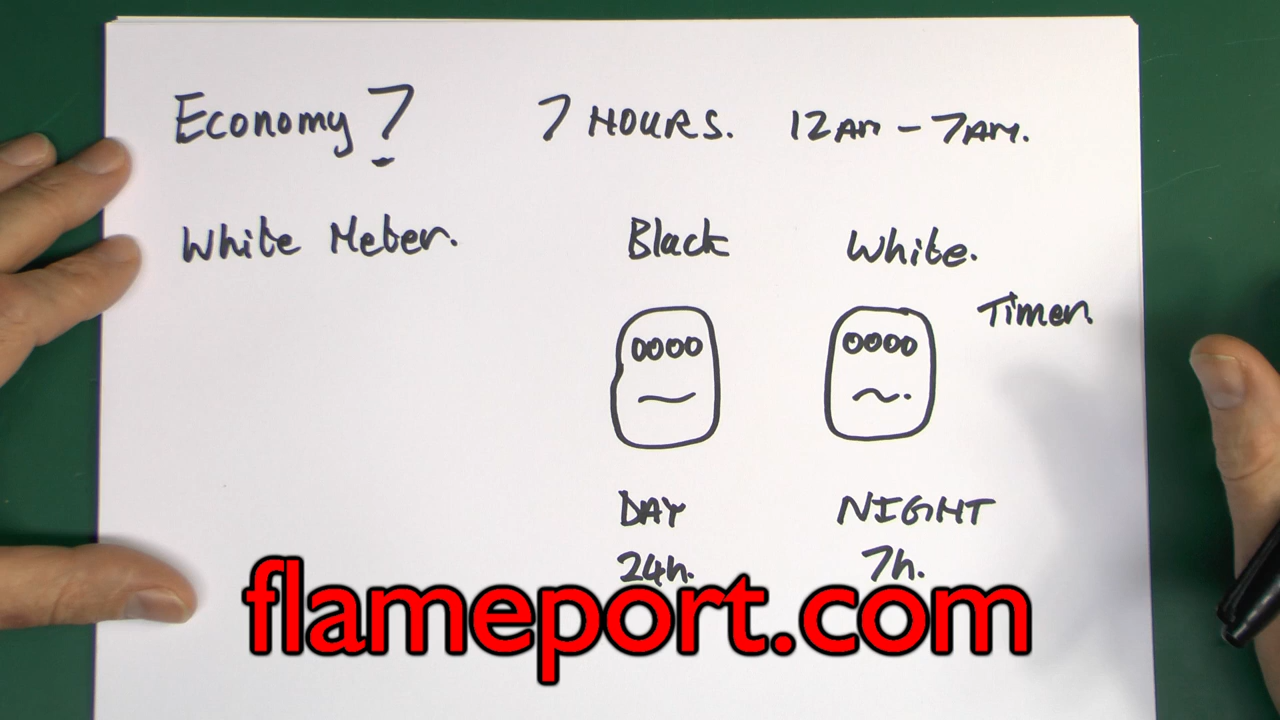 Economy 7 7 HOURS. 12AM - 7AM.
White Meter. Black White.
Timer.
0000 0000
DAY NIGHT
24h. 7h.
flameport.com